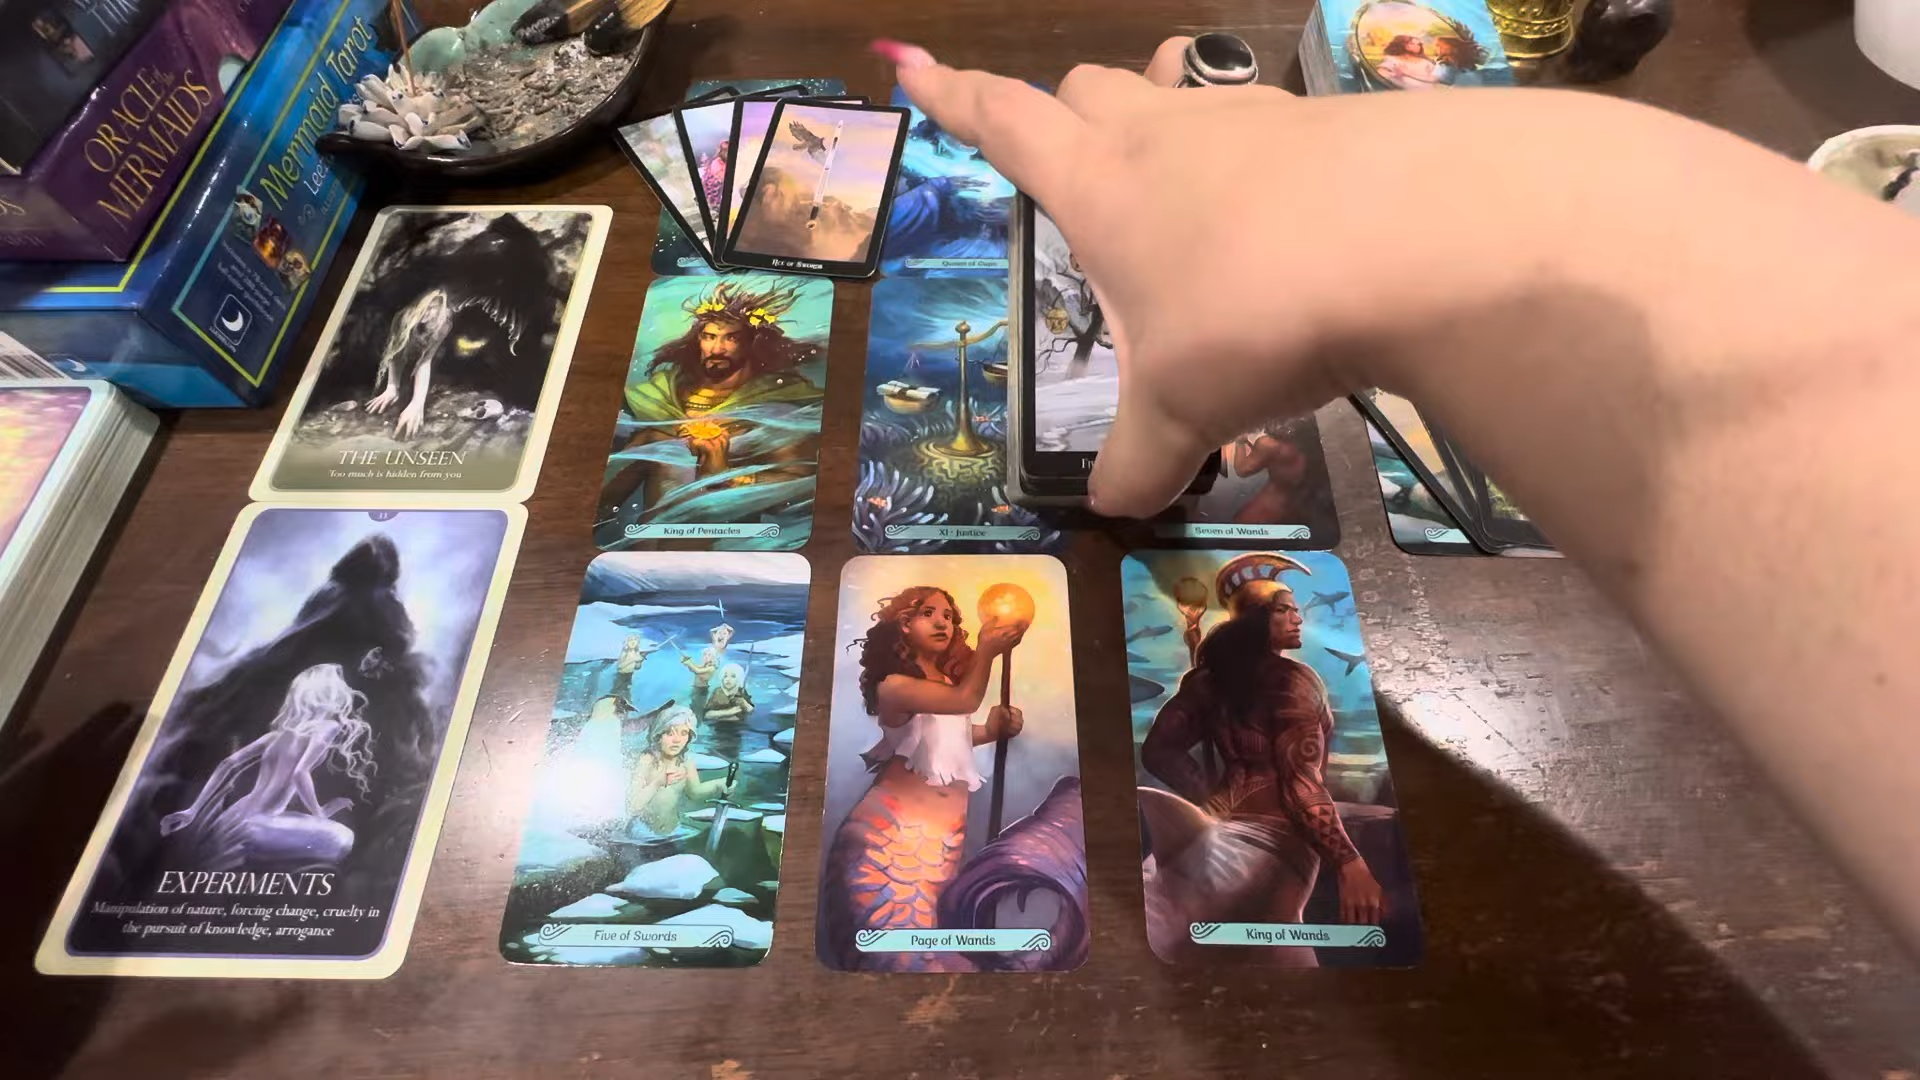 ORACLE of the
MERMAIDS
Mermaid Tarot
Lee
ACE OF SWORDS
Queen of Cups
THE UNSEEN
Too much is hidden from you
King of Pentacles
XI - Justice
Seven of Wands
EXPERIMENTS
Manipulation of nature, forcing change, cruelty in
the pursuit of knowledge, arrogance
Five of Swords
Page of Wands
King of Wands